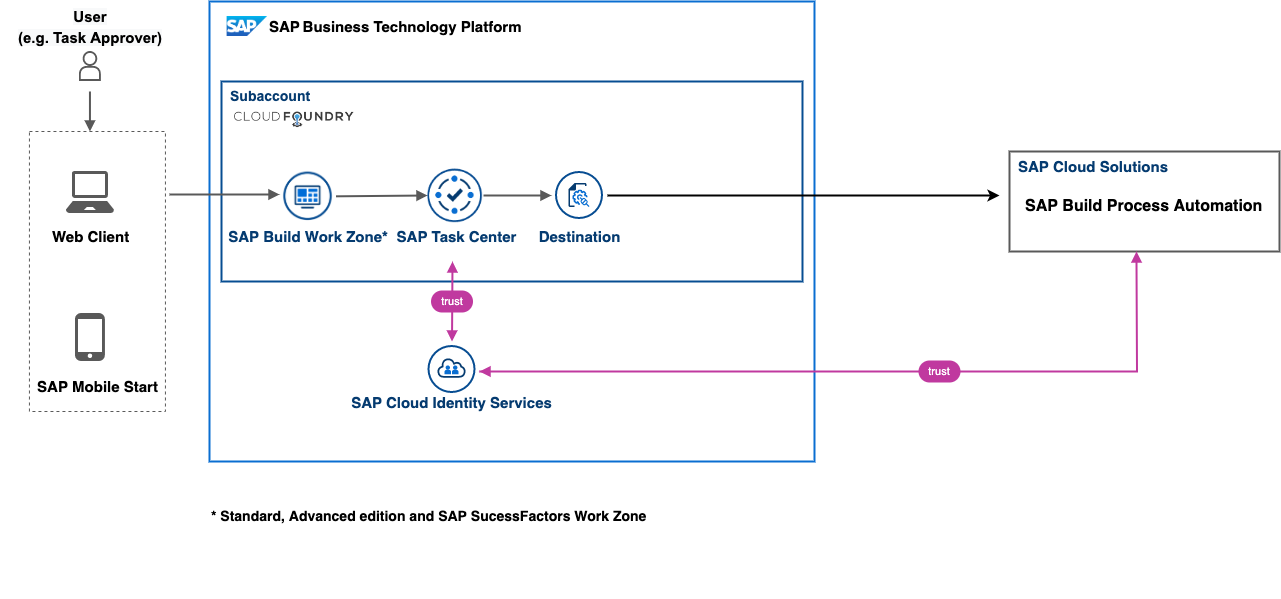 User
(e.g. Task Approver)
SAP SAP Business Technology Platform
Subaccount
CLOUD FOUNDRY
SAP Cloud Solutions
SAP Build Process Automation
Web Client
SAP Build Work Zone* SAP Task Center Destination
trust
SAP Mobile Start
trust
SAP Cloud Identity Services
* Standard, Advanced edition and SAP SucessFactors Work Zone